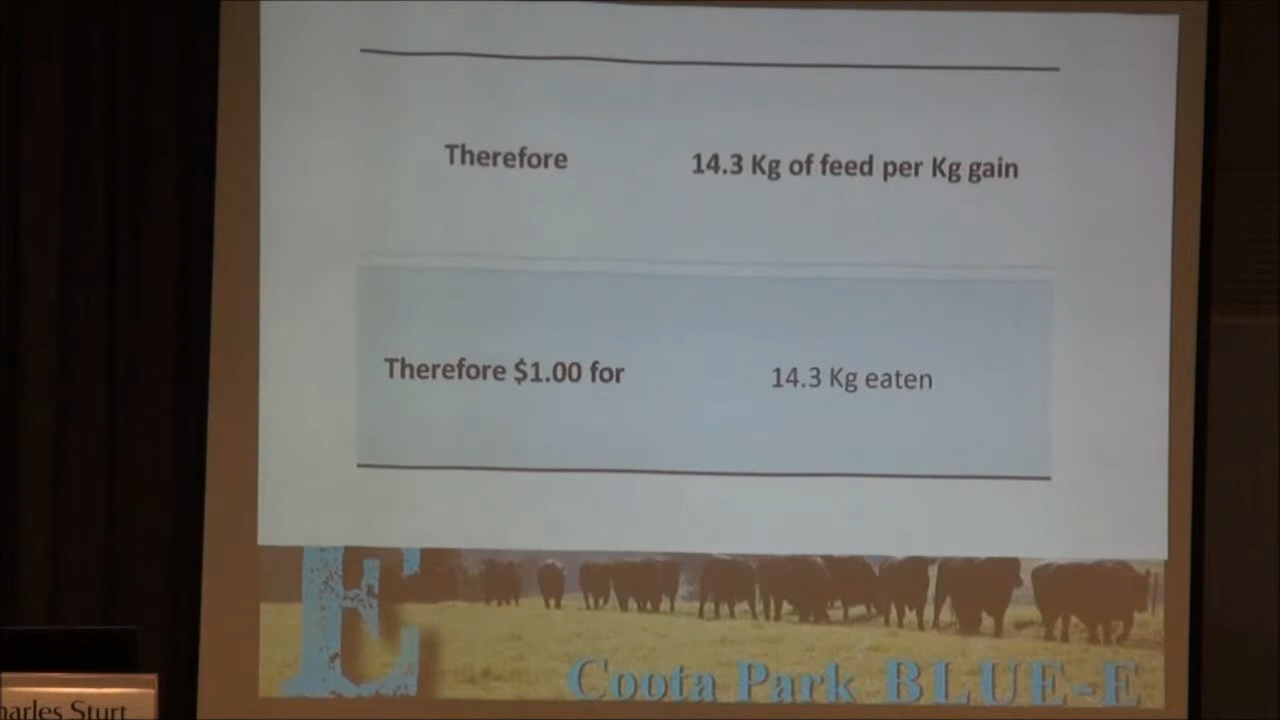 Therefore 14.3 Kg of feed per Kg gain
Therefore $1.00 for 14.3 Kg eaten
E
Coota Park BLUE-E
harles Sturt